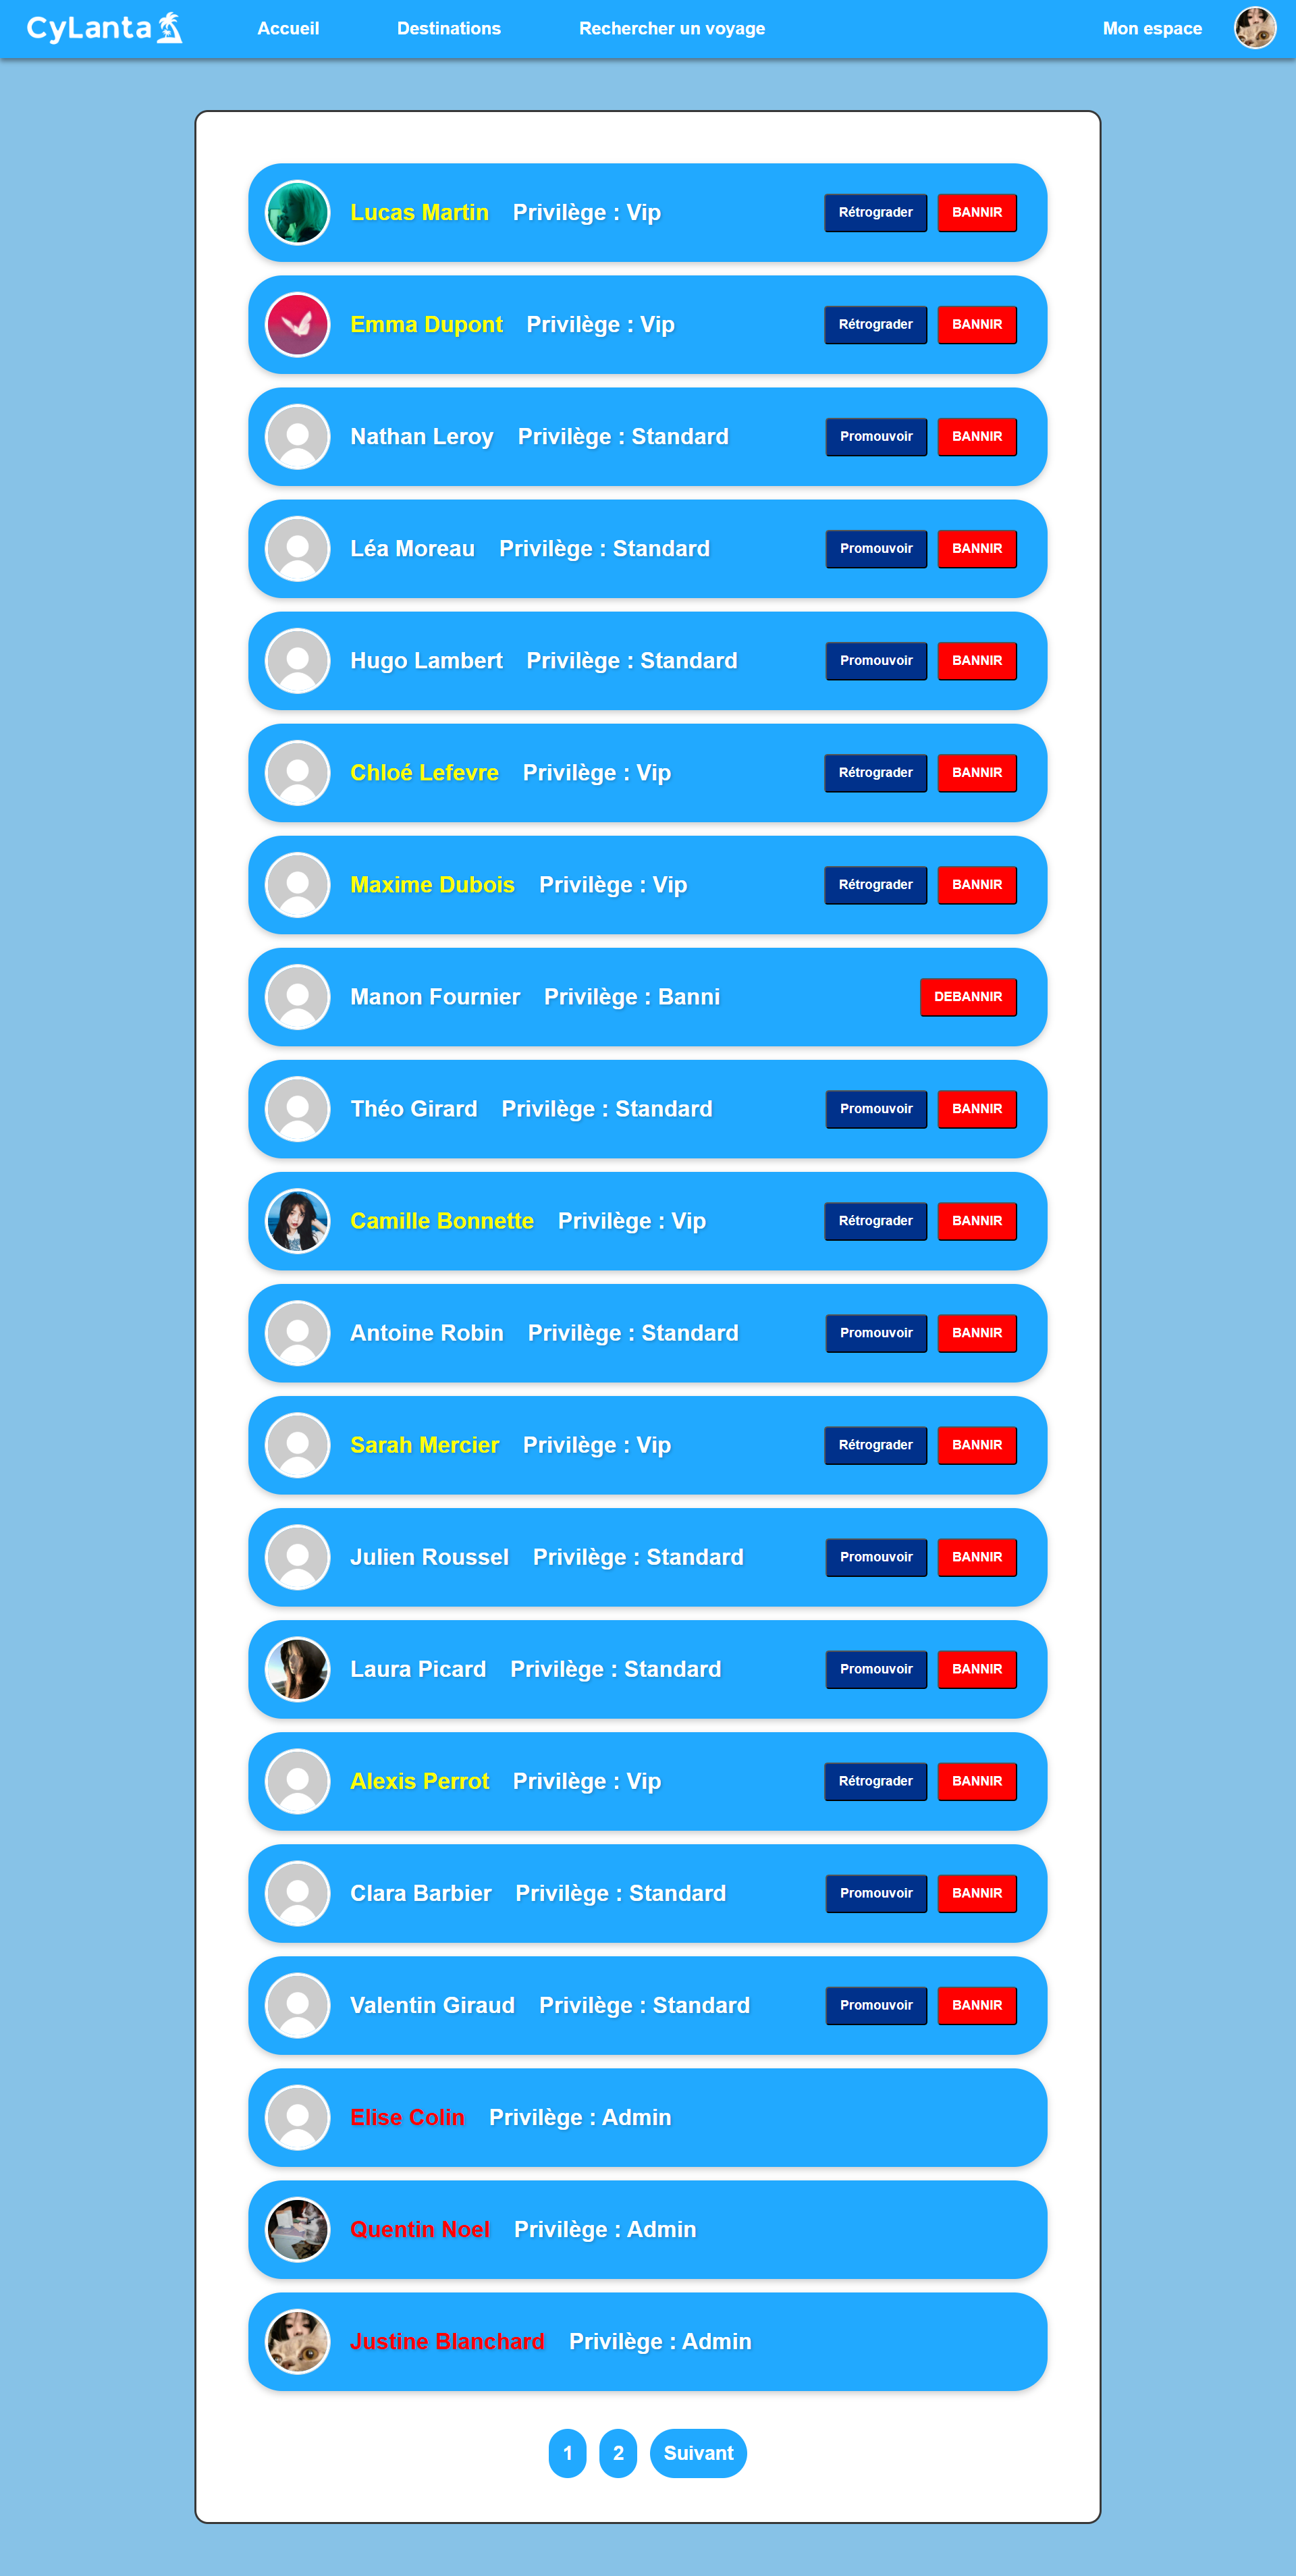 CyLanta Accueil Destinations Rechercher un voyage Mon espace
Lucas Martin Privilège : Vip Rétrograder BANNIR
Emma Dupont Privilège : Vip Rétrograder BANNIR
Nathan Leroy Privilège : Standard Promouvoir BANNIR
Léa Moreau Privilège : Standard Promouvoir BANNIR
Hugo Lambert Privilège : Standard Promouvoir BANNIR
Chloé Lefevre Privilège : Vip Rétrograder BANNIR
Maxime Dubois Privilège : Vip Rétrograder BANNIR
Manon Fournier Privilège : Banni DEBANNIR
Théo Girard Privilège : Standard Promouvoir BANNIR
Camille Bonnette Privilège : Vip Rétrograder BANNIR
Antoine Robin Privilège : Standard Promouvoir BANNIR
Sarah Mercier Privilège : Vip Rétrograder BANNIR
Julien Roussel Privilège : Standard Promouvoir BANNIR
Laura Picard Privilège : Standard Promouvoir BANNIR
Alexis Perrot Privilège : Vip Rétrograder BANNIR
Clara Barbier Privilège : Standard Promouvoir BANNIR
Valentin Giraud Privilège : Standard Promouvoir BANNIR
Elise Colin Privilège : Admin
Quentin Noel Privilège : Admin
Justine Blanchard Privilège : Admin
1 2 Suivant